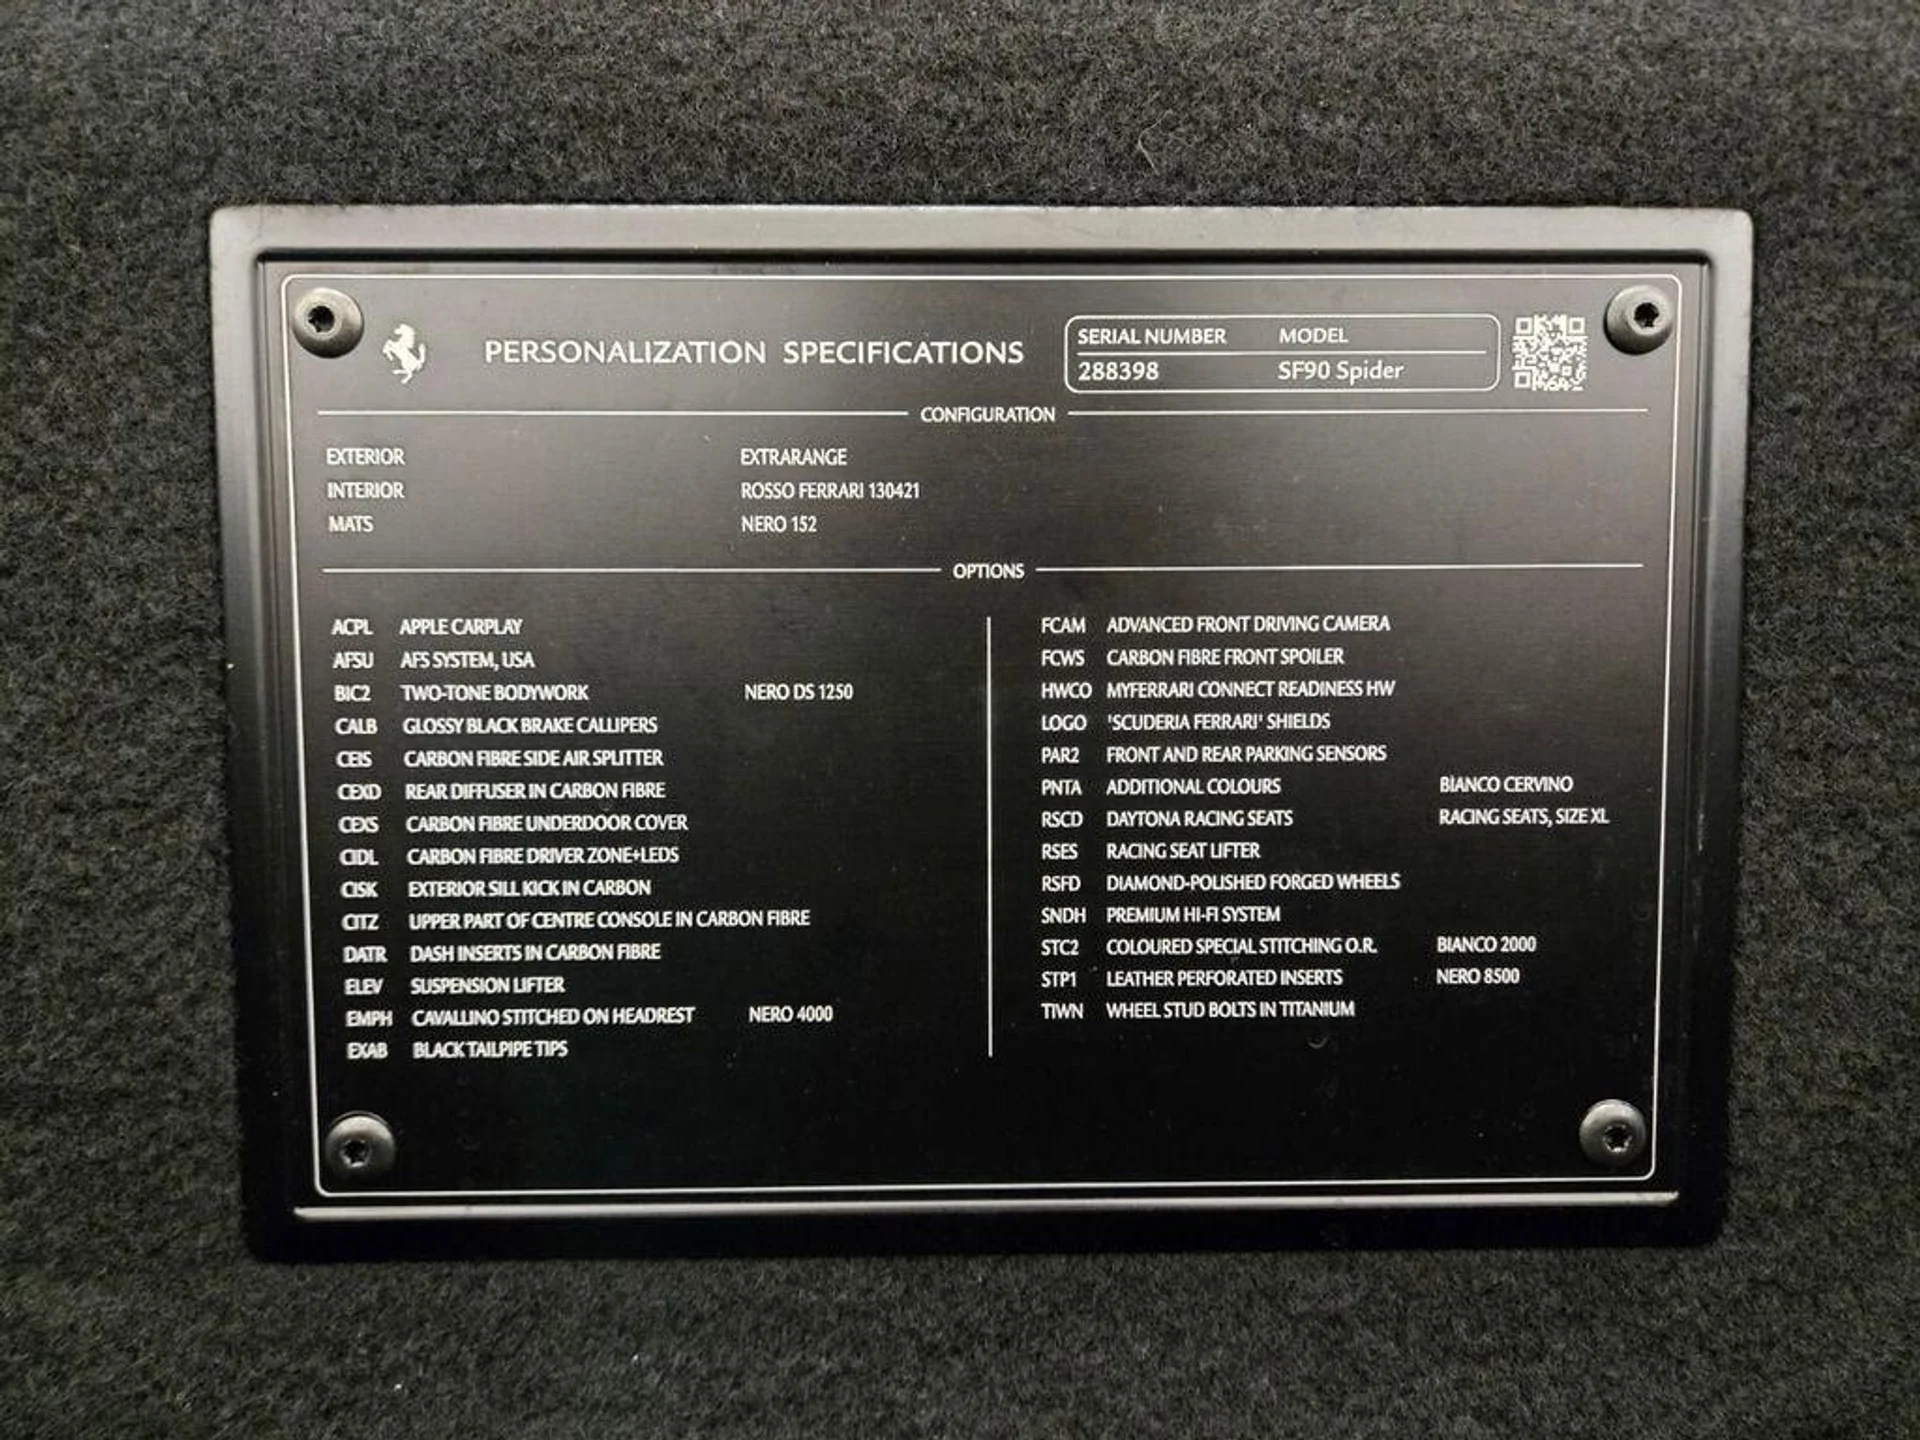 PERSONALIZATION SPECIFICATIONS
SERIAL NUMBER MODEL
288398 SF90 Spider
CONFIGURATION
EXTERIOR EXTRARANGE
INTERIOR ROSSO FERRARI 130421
MATS NERO 152
OPTIONS
ACPL APPLE CARPLAY
AFSU AFS SYSTEM, USA
BIC2 TWO-TONE BODYWORK NERO DS 1250
CALB GLOSSY BLACK BRAKE CALLIPERS
CEIS CARBON FIBRE SIDE AIR SPLITTER
CEXD REAR DIFFUSER IN CARBON FIBRE
CEXS CARBON FIBRE UNDERDOOR COVER
CIDL CARBON FIBRE DRIVER ZONE+LEDS
CISK EXTERIOR SILL KICK IN CARBON
CITZ UPPER PART OF CENTRE CONSOLE IN CARBON FIBRE
DATR DASH INSERTS IN CARBON FIBRE
ELEV SUSPENSION LIFTER
EMPH CAVALLINO STITCHED ON HEADREST NERO 4000
EXAB BLACK TAILPIPE TIPS
FCAM ADVANCED FRONT DRIVING CAMERA
FCWS CARBON FIBRE FRONT SPOILER
HWCO MYFERRARI CONNECT READINESS HW
LOGO 'SCUDERIA FERRARI' SHIELDS
PAR2 FRONT AND REAR PARKING SENSORS
PNTA ADDITIONAL COLOURS BIANCO CERVINO
RSCD DAYTONA RACING SEATS RACING SEATS, SIZE XL
RSES RACING SEAT LIFTER
RSFD DIAMOND-POLISHED FORGED WHEELS
SNDH PREMIUM HI-FI SYSTEM
STC2 COLOURED SPECIAL STITCHING O.R. BIANCO 2000
STP1 LEATHER PERFORATED INSERTS NERO 8500
TIWN WHEEL STUD BOLTS IN TITANIUM